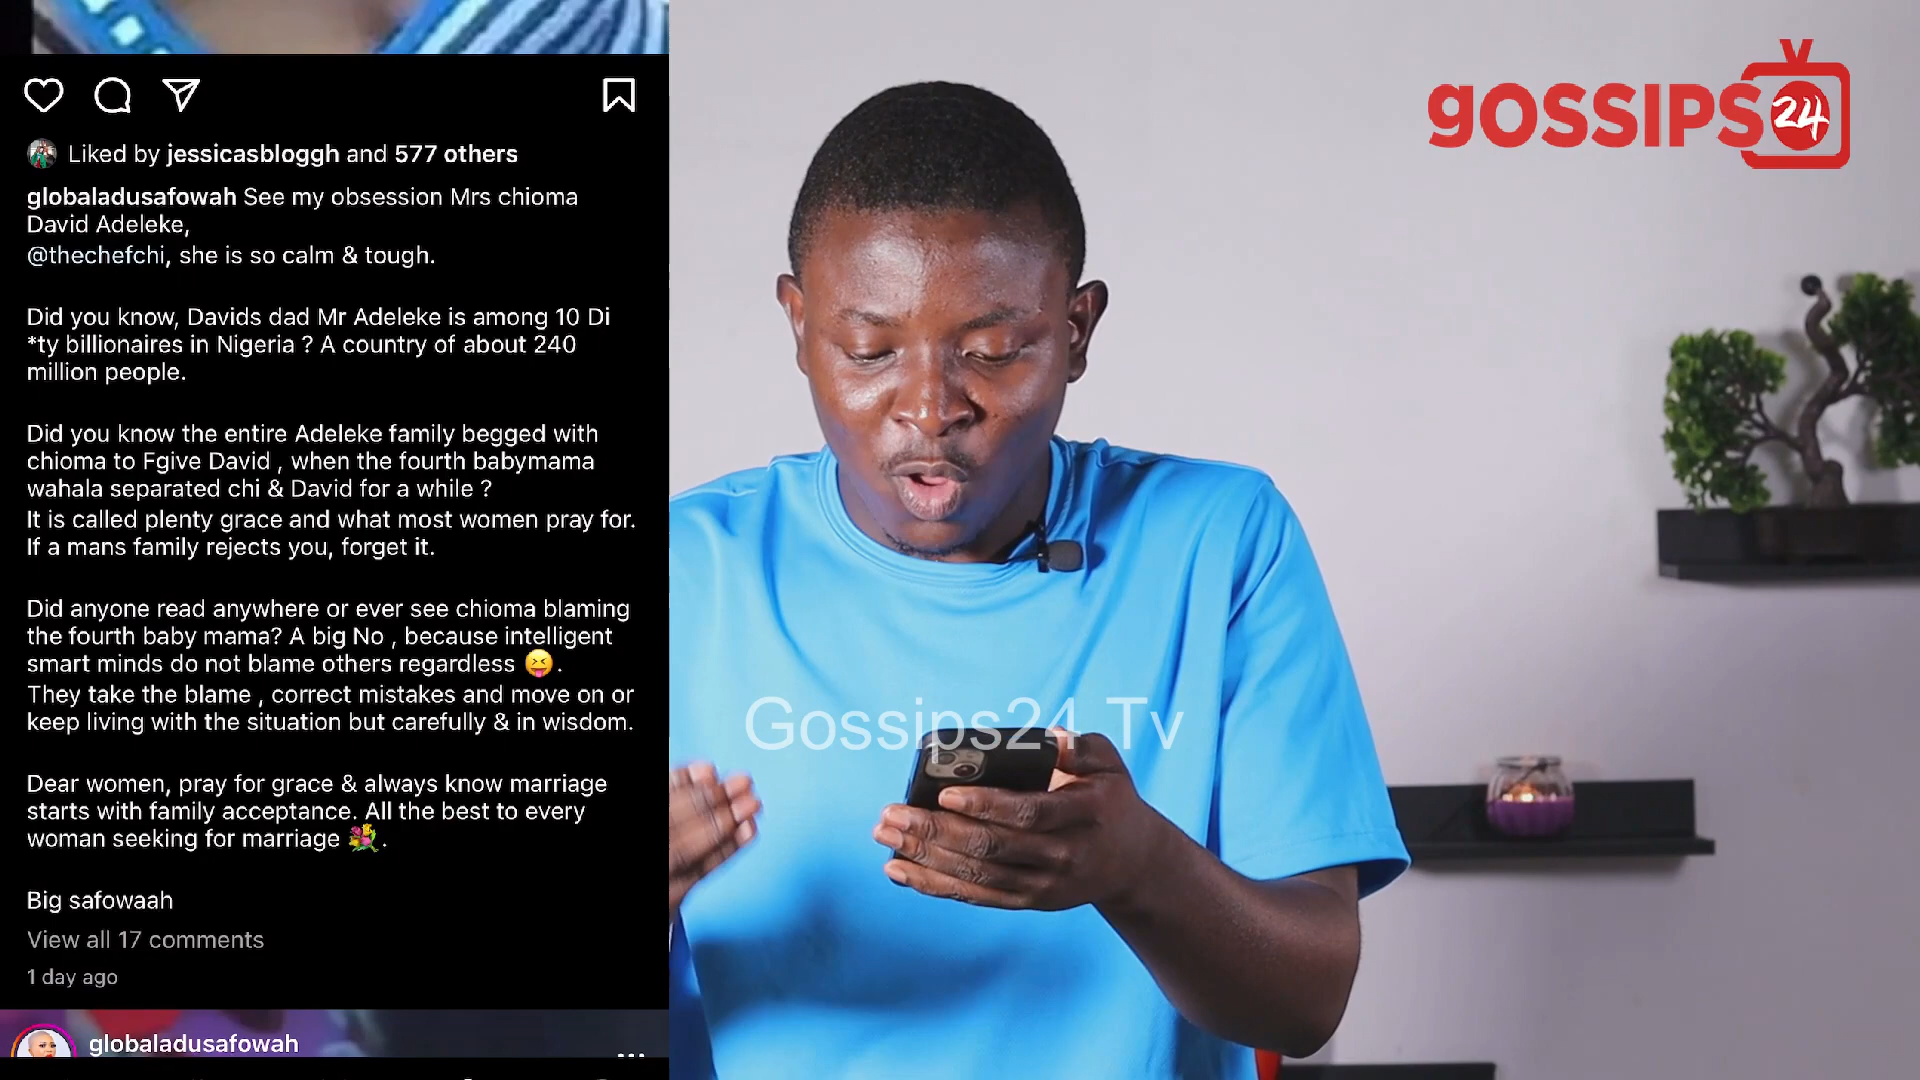 Liked by jessicasbloggh and 577 others
globaladusafowah See my obsession Mrs chioma
David Adeleke,
@thechefchi, she is so calm & tough.
Did you know, Davids dad Mr Adeleke is among 10 Di
*ty billionaires in Nigeria ? A country of about 240
million people.
Did you know the entire Adeleke family begged with
chioma to Fgive David , when the fourth babymama
wahala separated chi & David for a while ?
It is called plenty grace and what most women pray for.
If a mans family rejects you, forget it.
Did anyone read anywhere or ever see chioma blaming
the fourth baby mama? A big No , because intelligent
smart minds do not blame others regardless 😝.
They take the blame , correct mistakes and move on or
keep living with the situation but carefully & in wisdom.
Dear women, pray for grace & always know marriage
starts with family acceptance. All the best to every
woman seeking for marriage 💐.
Big safowaah
View all 17 comments
1 day ago
globaladusafowah
gOSSIPS 24
Gossips24 Tv